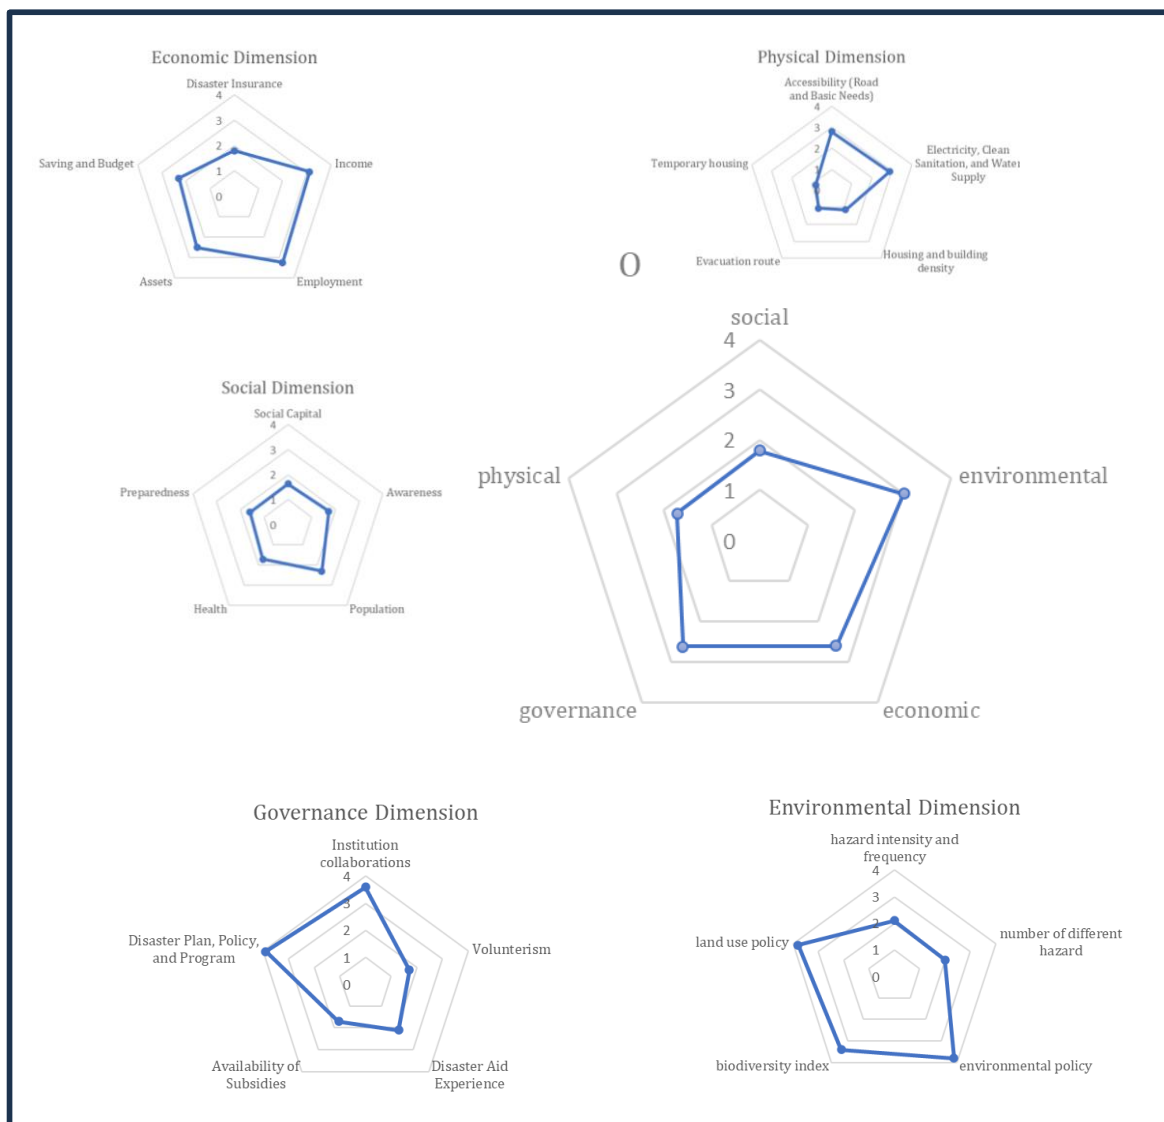 Economic Dimension
Disaster Insurance
4
3
2
1
0
Saving and Budget
Income
Assets
Employment
Physical Dimension
Accessibility (Road
and Basic Needs)
4
3
2
1
Temporary housing
Electricity, Clean
Sanitation, and Water
Supply
Evacuation route
Housing and building
density
O
social
4
3
2
1
0
physical
environmental
governance
economic
Social Dimension
Social Capital
4
3
2
1
0
Preparedness
Awareness
Health
Population
Governance Dimension
Institution
collaborations
4
3
2
1
0
Disaster Plan, Policy,
and Program
Volunterism
Availability of
Subsidies
Disaster Aid
Experience
Environmental Dimension
hazard intensity and
frequency
4
3
2
1
0
land use policy
number of different
hazard
biodiversity index
environmental policy